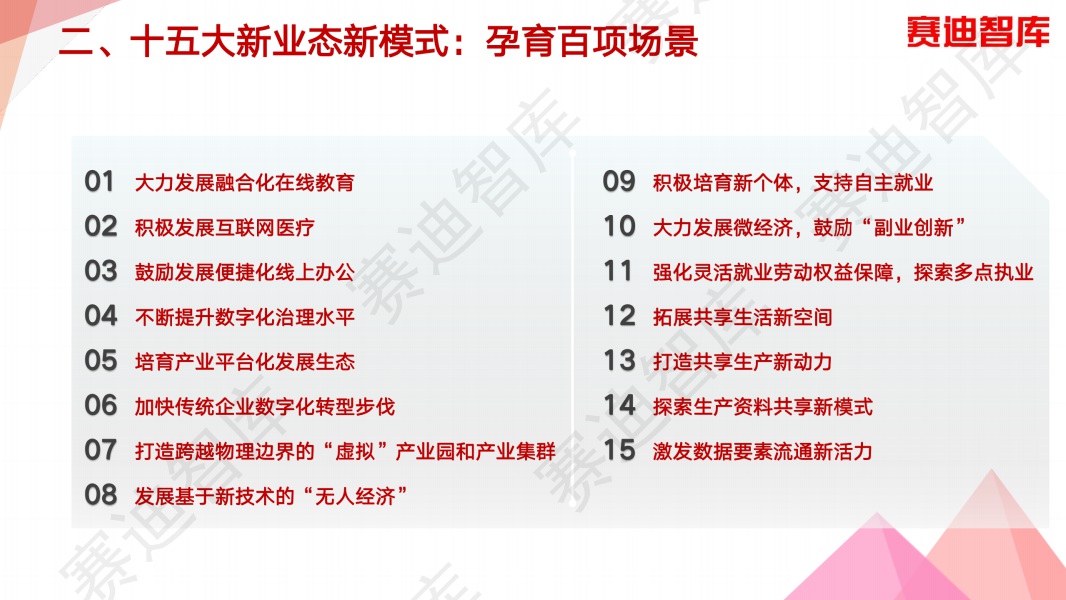 二、十五大新业态新模式：孕育百项场景
赛迪智库
01 大力发展融合化在线教育
02 积极发展互联网医疗
03 鼓励发展便捷化线上办公
04 不断提升数字化治理水平
05 培育产业平台化发展生态
06 加快传统企业数字化转型步伐
07 打造跨越物理边界的“虚拟”产业园和产业集群
08 发展基于新技术的“无人经济”
09 积极培育新个体，支持自主就业
10 大力发展微经济，鼓励“副业创新”
11 强化灵活就业劳动权益保障，探索多点执业
12 拓展共享生活新空间
13 打造共享生产新动力
14 探索生产资料共享新模式
15 激发数据要素流通新活力
赛迪智库
赛迪智库
赛迪智库
赛迪智库